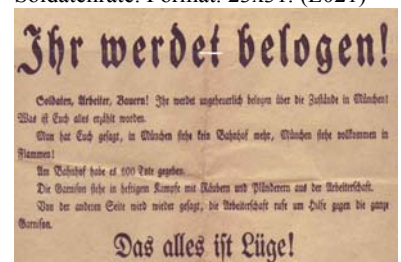 Soldatenräte. Format: 23x31. (Z021)
Ihr werdet belogen!
Soldaten, Arbeiter, Bauern! Ihr werdet ungeheuerlich belogen über die Zustände in München!
Was ist Euch alles erzählt worden.
Man hat Euch gesagt, in München stehe kein Bahnhof mehr, München stehe vollkommen in
Flammen!
Am Bahnhof habe es 100 Tote gegeben.
Die Garnison stehe in heftigem Kampfe mit Räubern und Plünderern aus der Arbeiterschaft.
Von der anderen Seite wird wieder gesagt, die Arbeiterschaft rufe um Hilfe gegen die ganze
Garnison.
Das alles ist Lüge!